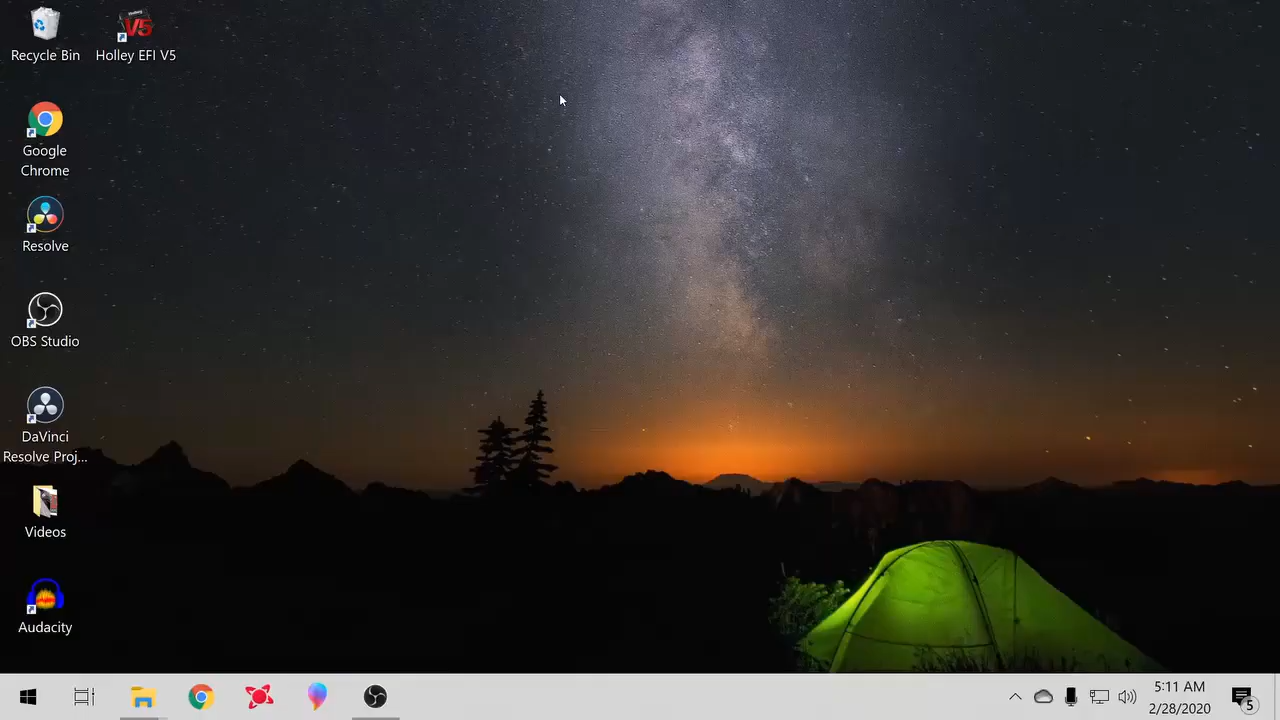 Recycle Bin
Holley EFI V5
V5
Google
Chrome
Resolve
OBS Studio
DaVinci
Resolve Proj...
Videos
Audacity
5:11 AM
2/28/2020
5